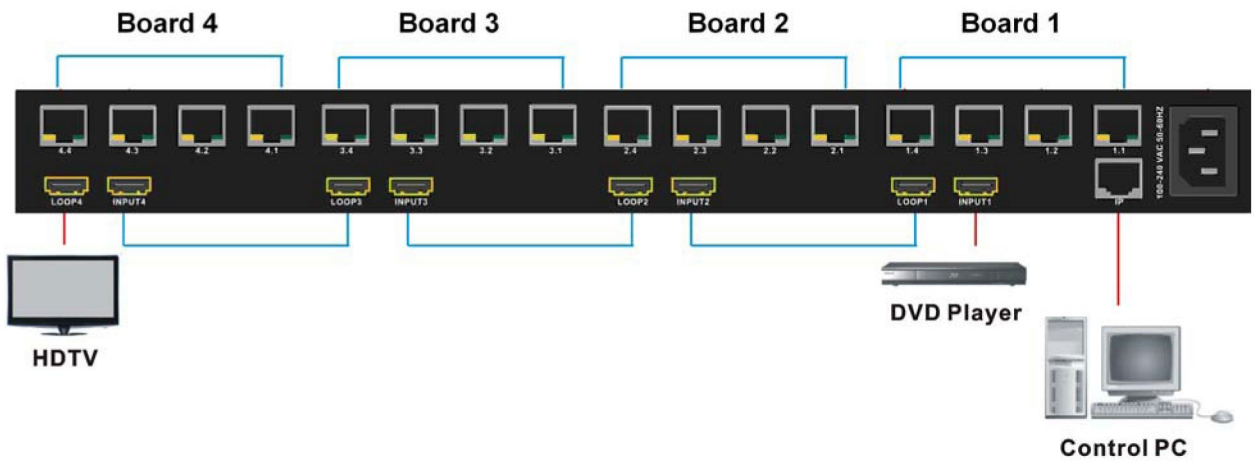 Board 4 Board 3 Board 2 Board 1
4.4 4.3 4.2 4.1 3.4 3.3 3.2 3.1 2.4 2.3 2.2 2.1 1.4 1.3 1.2 1.1
100-240 VAC 50-60HZ
LOOP4 INPUT4 LOOP3 INPUT3 LOOP2 INPUT2 LOOP1 INPUT1 IP
DVD Player
HDTV
Control PC